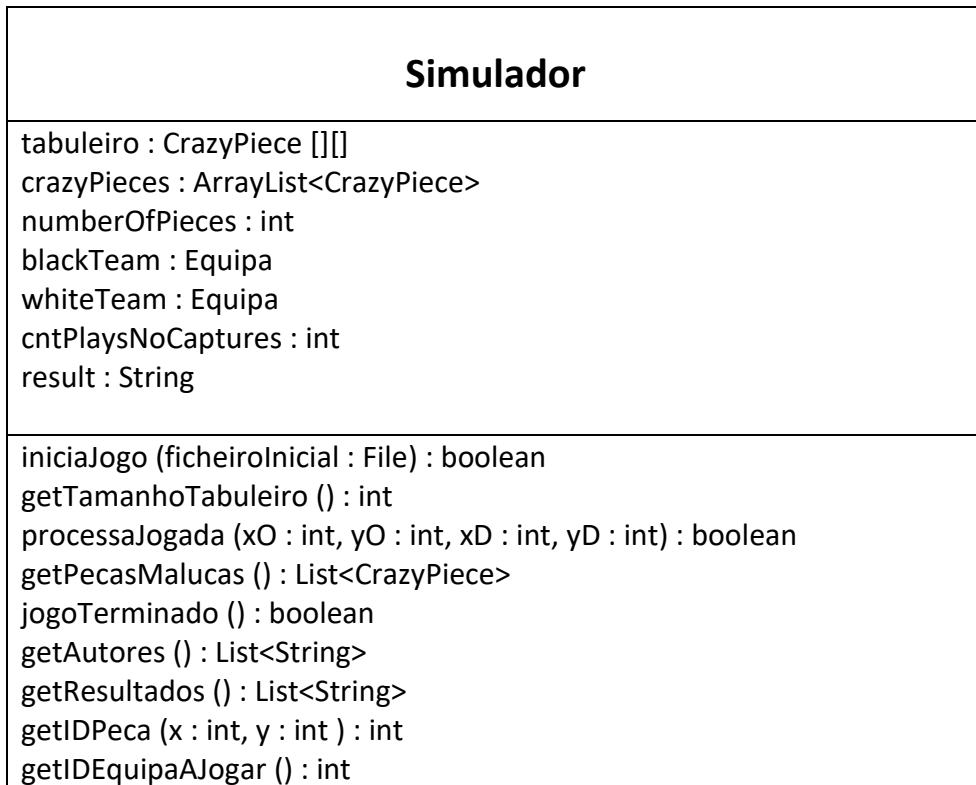 Simulador
tabuleiro : CrazyPiece [][]
crazyPieces : ArrayList<CrazyPiece>
numberOfPieces : int
blackTeam : Equipa
whiteTeam : Equipa
cntPlaysNoCaptures : int
result : String
iniciaJogo (ficheiroInicial : File) : boolean
getTamanhoTabuleiro () : int
processaJogada (xO : int, yO : int, xD : int, yD : int) : boolean
getPecasMalucas () : List<CrazyPiece>
jogoTerminado () : boolean
getAutores () : List<String>
getResultados () : List<String>
getIDPeca (x : int, y : int ) : int
getIDEquipaAJogar () : int